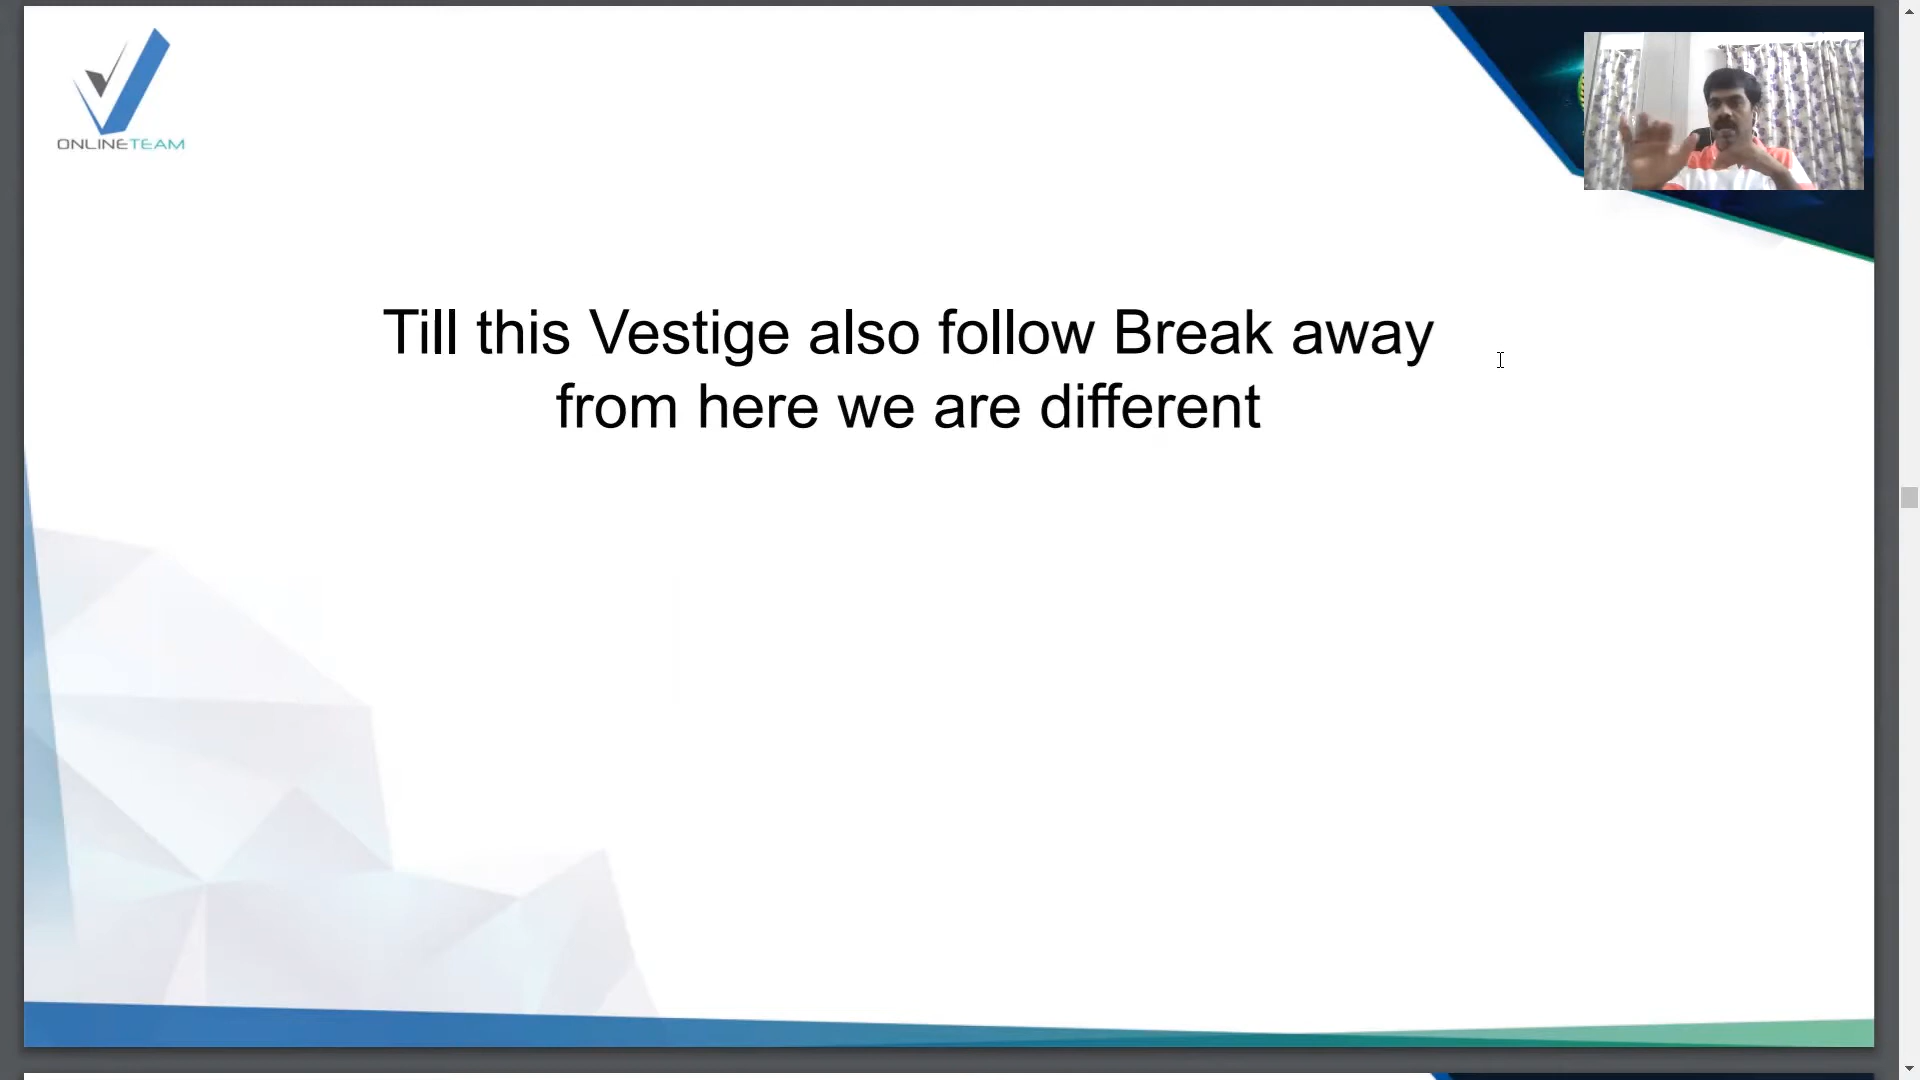 ONLINETEAM
Till this Vestige also follow Break away
from here we are different